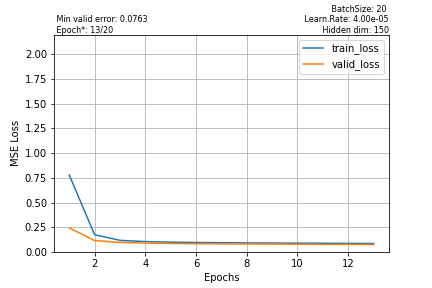 BatchSize: 20
Min valid error: 0.0763
Learn.Rate: 4.00e-05
Epoch*: 13/20
Hidden dim: 150
train_loss
valid_loss
2.00
1.75
1.50
1.25
1.00
0.75
0.50
0.25
0.00
MSE Loss
2 4 6 8 10 12
Epochs